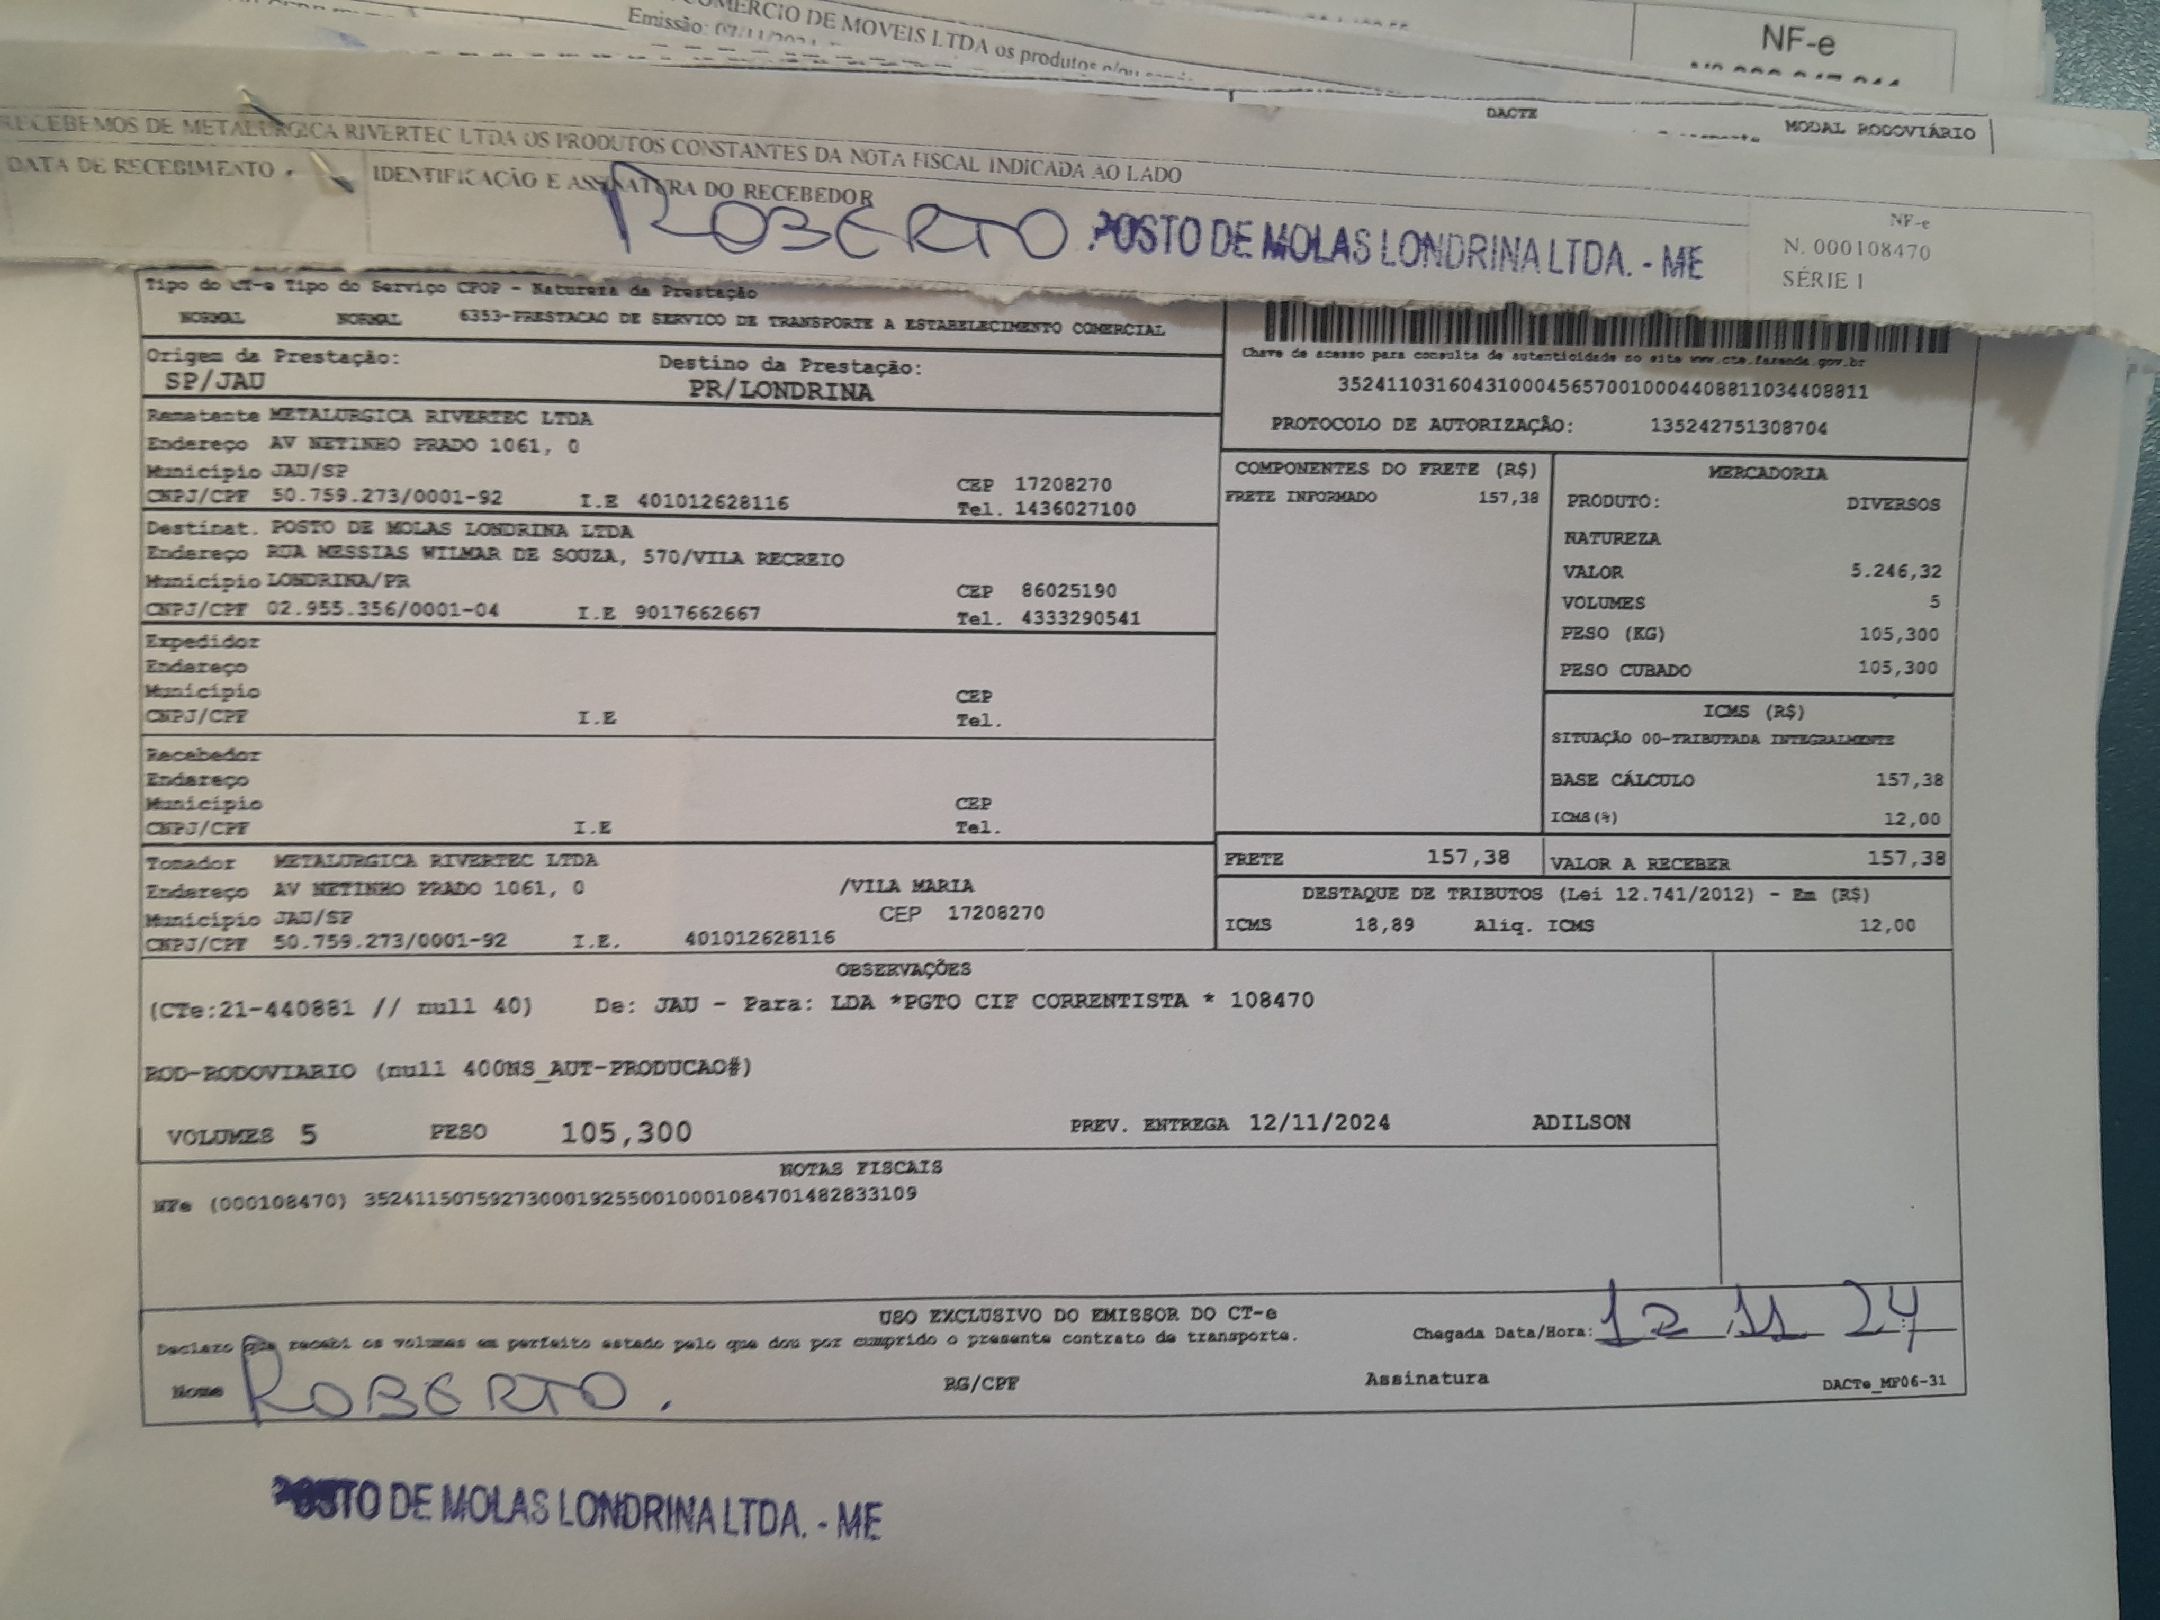 COMERCIO DE MOVEIS LTDA os produtos e/ou
Emissão: 07/11/2024
NF-e
DACTE
MODAL RODOVIÁRIO
RECEBEMOS DE METALURGICA RIVERTEC LTDA OS PRODUTOS CONSTANTES DA NOTA FISCAL INDICADA AO LADO
DATA DE RECEBIMENTO
IDENTIFICAÇÃO E ASSINATURA DO RECEBEDOR
ROBERTO POSTO DE MOLAS LONDRINA LTDA. - ME
NF-e
N. 000108470
SÉRIE 1
Tipo do CT-e Tipo do Serviço CFOP - Natureza da Prestação
NORMAL NORMAL 6353-PRESTACAO DE SERVICO DE TRANSPORTE A ESTABELECIMENTO COMERCIAL
Chave de acesso para consulta de autenticidade no site www.cte.fazenda.gov.br
35241103160431000456570010004408811034408811
PROTOCOLO DE AUTORIZAÇÃO: 135242751308704
Origem da Prestação: Destino da Prestação:
SP/JAU PR/LONDRINA
Remetente METALURGICA RIVERTEC LTDA
Endereço AV NETINHO PRADO 1061, 0
Município JAU/SP CEP 17208270
CNPJ/CPF 50.759.273/0001-92 I.E 401012628116 Tel. 1436027100
Destinat. POSTO DE MOLAS LONDRINA LTDA
Endereço RUA MESSIAS WILMAR DE SOUZA, 570/VILA RECREIO
Município LONDRINA/PR CEP 86025190
CNPJ/CPF 02.955.356/0001-04 I.E 9017662667 Tel. 4333290541
Expedidor
Endereço
Município CEP
CNPJ/CPF I.E Tel.
Recebedor
Endereço
Município CEP
CNPJ/CPF I.E Tel.
Tomador METALURGICA RIVERTEC LTDA
Endereço AV NETINHO PRADO 1061, 0 /VILA MARIA
Município JAU/SP CEP 17208270
CNPJ/CPF 50.759.273/0001-92 I.E. 401012628116
COMPONENTES DO FRETE (R$)
FRETE INFORMADO 157,38
MERCADORIA
PRODUTO: DIVERSOS
NATUREZA
VALOR 5.246,32
VOLUMES 5
PESO (KG) 105,300
PESO CUBADO 105,300
ICMS (R$)
SITUAÇÃO 00-TRIBUTADA INTEGRALMENTE
BASE CÁLCULO 157,38
ICMS(%) 12,00
FRETE 157,38 VALOR A RECEBER 157,38
DESTAQUE DE TRIBUTOS (Lei 12.741/2012) - Em (R$)
ICMS 18,89 Aliq. ICMS 12,00
OBSERVAÇÕES
(CTe:21-440881 // null 40) De: JAU - Para: LDA *PGTO CIF CORRENTISTA * 108470
ROD-RODOVIARIO (null 400NS_AUT-PRODUCAO#)
VOLUMES 5 PESO 105,300 PREV. ENTREGA 12/11/2024 ADILSON
NOTAS FISCAIS
NFe (000108470) 35241150759273000192550010001084701482833109
USO EXCLUSIVO DO EMISSOR DO CT-e
Declaro que recebi os volumes em perfeito estado pelo que dou por cumprido o presente contrato de transporte.
Chegada Data/Hora: 12 11 24
Nome ROBERTO. RG/CPF Assinatura DACTe_MF06-31
POSTO DE MOLAS LONDRINA LTDA. - ME